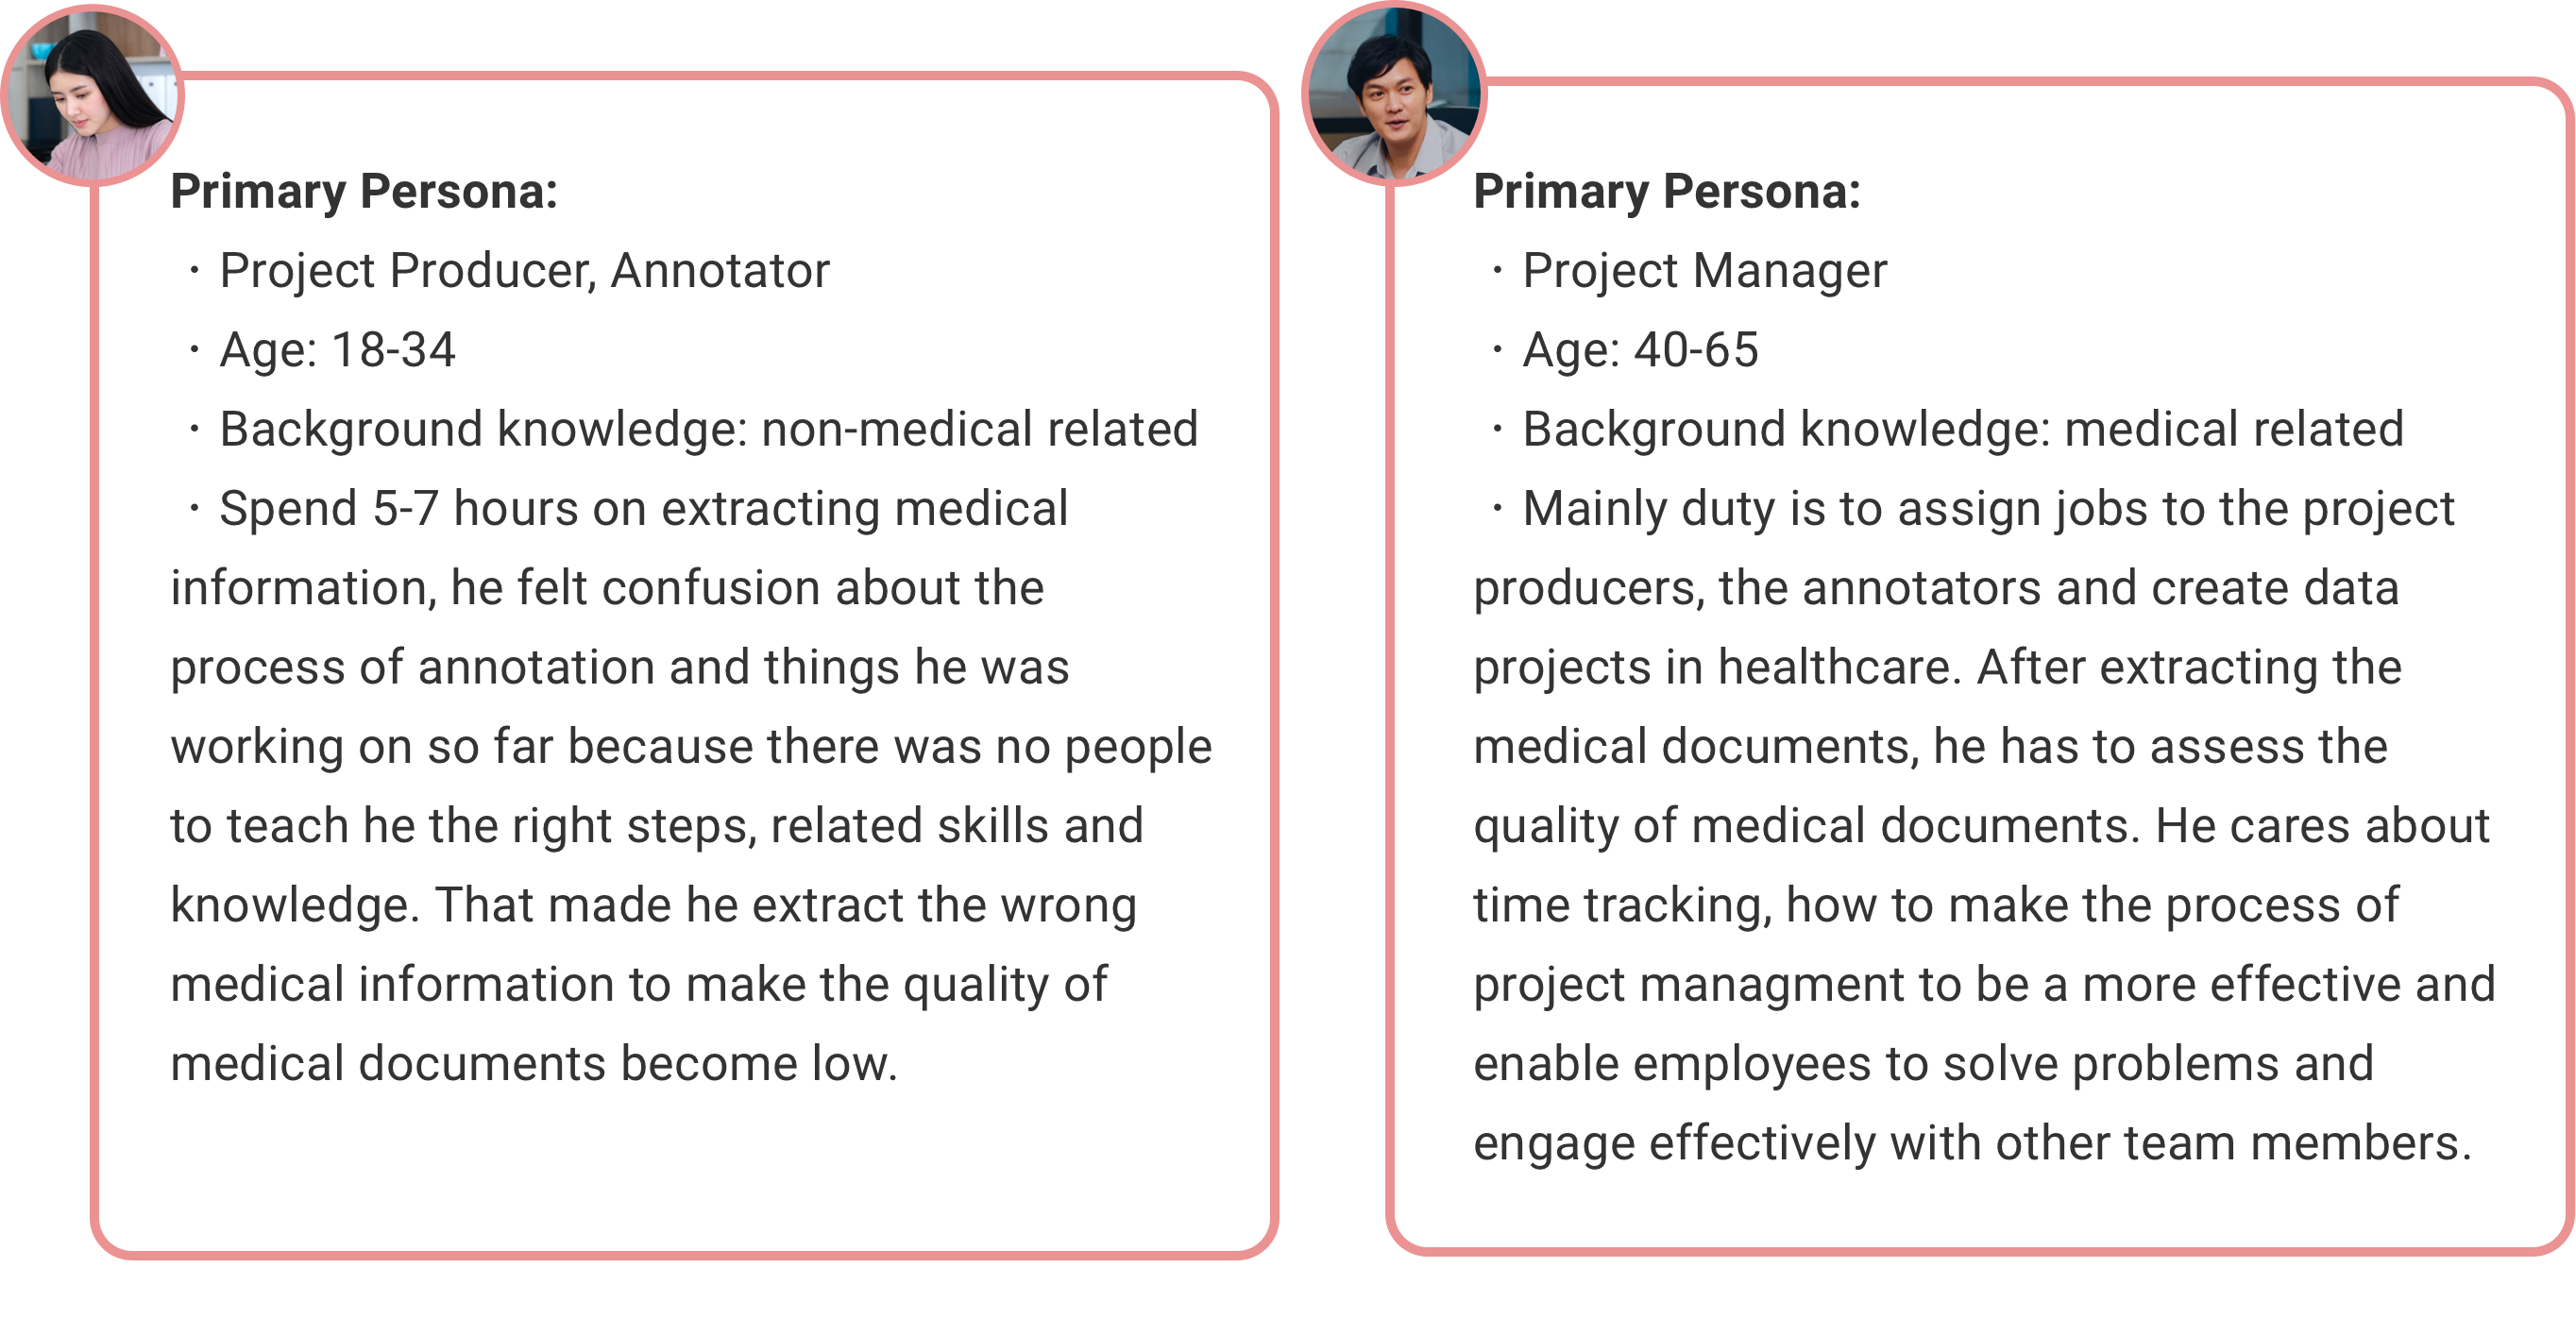 Primary Persona:
· Project Producer, Annotator
· Age: 18-34
· Background knowledge: non-medical related
· Spend 5-7 hours on extracting medical
information, he felt confusion about the
process of annotation and things he was
working on so far because there was no people
to teach he the right steps, related skills and
knowledge. That made he extract the wrong
medical information to make the quality of
medical documents become low.
Primary Persona:
· Project Manager
· Age: 40-65
· Background knowledge: medical related
· Mainly duty is to assign jobs to the project
producers, the annotators and create data
projects in healthcare. After extracting the
medical documents, he has to assess the
quality of medical documents. He cares about
time tracking, how to make the process of
project managment to be a more effective and
enable employees to solve problems and
engage effectively with other team members.